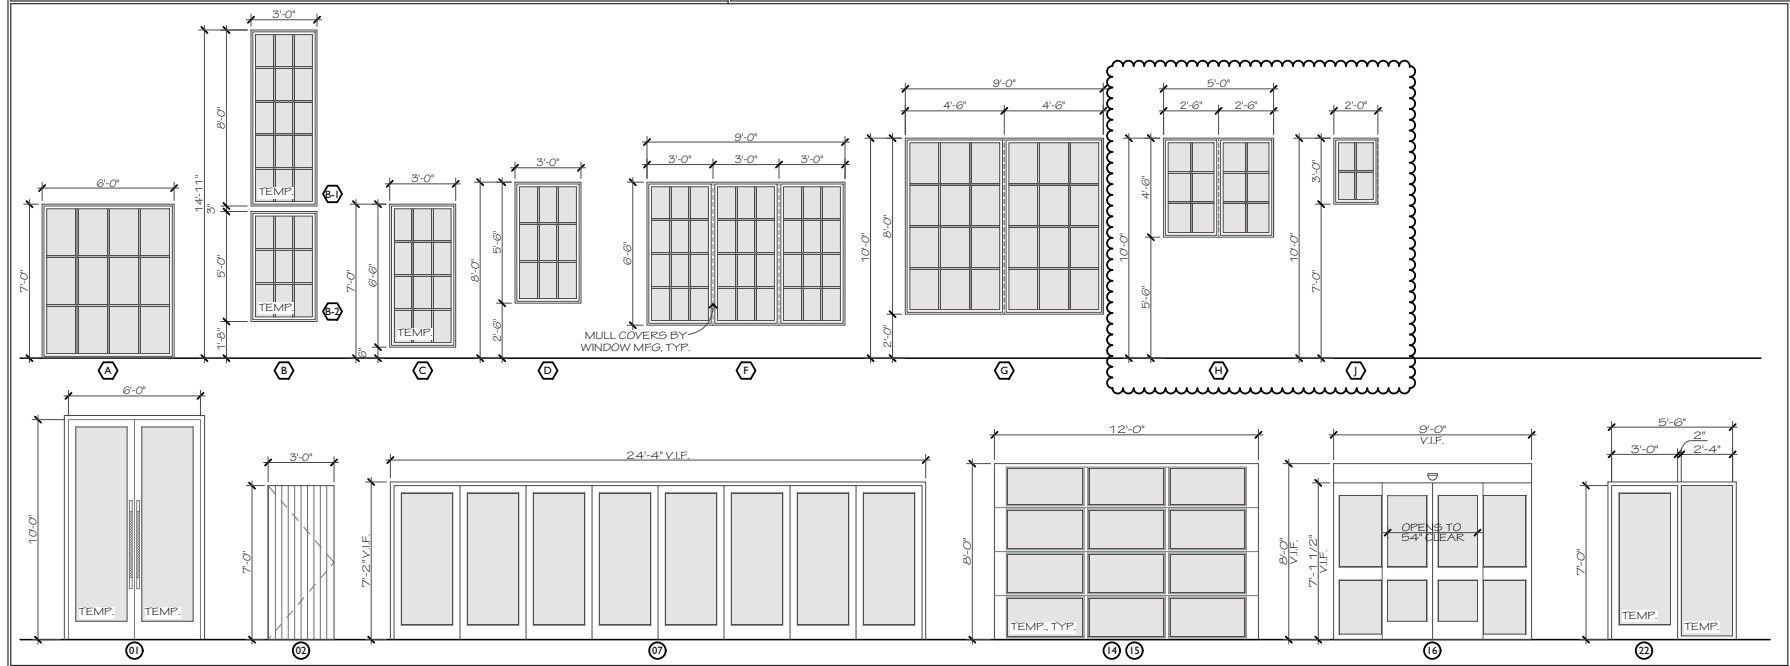 6'-0"
7'-0"
A
3'-0"
14'-11"
8'-0"
3"
5'-0"
1'-8"
TEMP.
B-1
TEMP.
B-2
B
3'-0"
7'-0"
6'-6"
6"
TEMP.
C
3'-0"
8'-0"
5'-6"
2'-6"
D
9'-0"
3'-0" 3'-0" 3'-0"
6'-6"
MULL COVERS BY
WINDOW MFG, TYP.
F
9'-0"
4'-6" 4'-6"
10'-0"
8'-0"
2'-0"
G
5'-0"
2'-6" 2'-6"
10'-0"
4'-6"
5'-6"
H
2'-0"
10'-0"
3'-0"
7'-0"
J
6'-0"
10'-0"
TEMP. TEMP.
01
3'-0"
7'-0"
02
24'-4" V.I.F.
7'-2" V.I.F.
07
12'-0"
8'-0"
TEMP., TYP.
14 15
9'-0"
V.I.F.
8'-0"
V.I.F.
7'-1 1/2"
V.I.F.
OPENS TO
54" CLEAR
16
5'-6"
2"
3'-0" 2'-4"
7'-0"
TEMP.
TEMP.
22